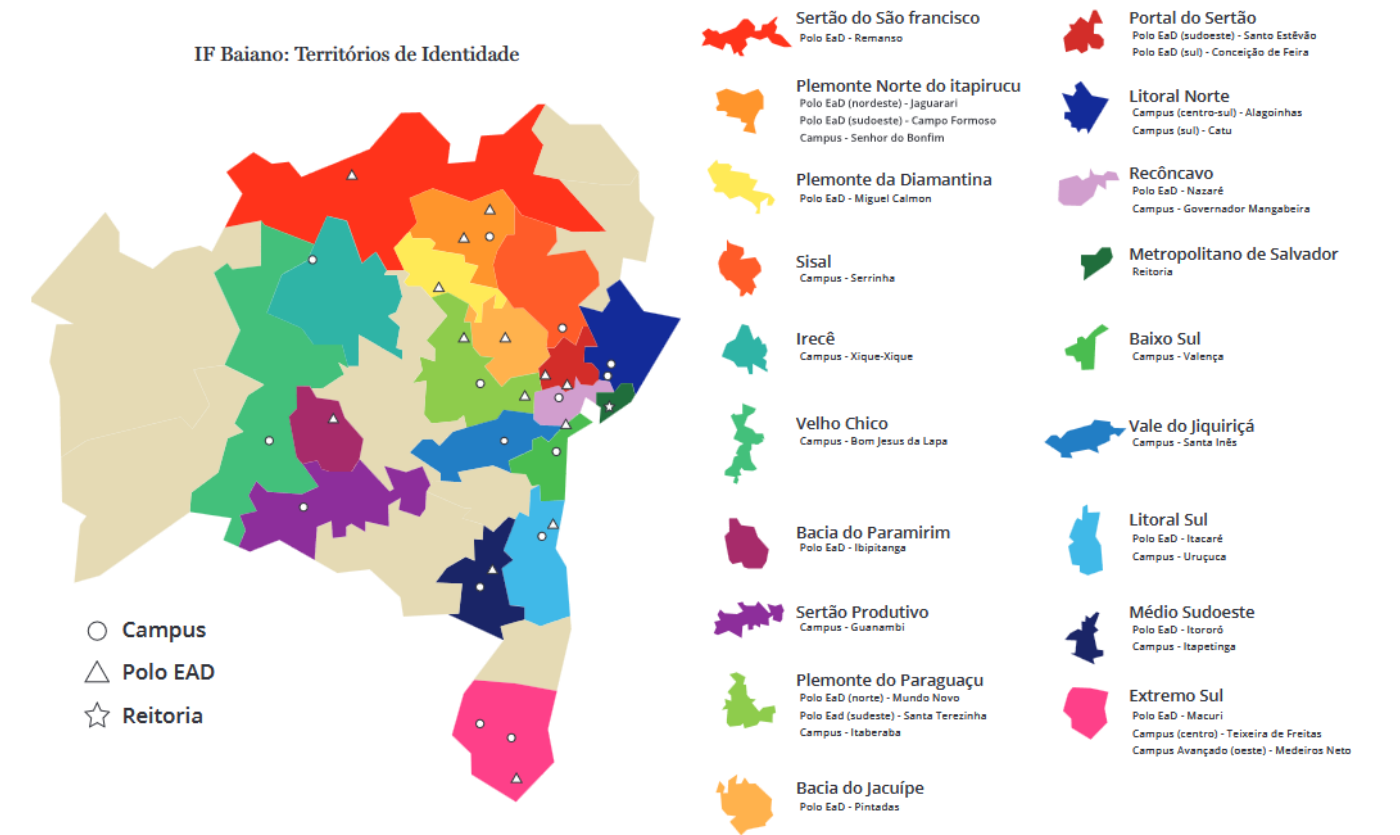 IF Baiano: Territórios de Identidade
Campus
Polo EAD
Reitoria
Sertão do São francisco
Polo EaD - Remanso
Plemonte Norte do itapirucu
Polo EaD (nordeste) - Jaguarari
Polo EaD (sudoeste) - Campo Formoso
Campus - Senhor do Bonfim
Plemonte da Diamantina
Polo EaD - Miguel Calmon
Sisal
Campus - Serrinha
Irecê
Campus - Xique-Xique
Velho Chico
Campus - Bom Jesus da Lapa
Bacia do Paramirim
Polo EaD - Ibipitanga
Sertão Produtivo
Campus - Guanambi
Plemonte do Paraguaçu
Polo EaD (norte) - Mundo Novo
Polo Ead (sudeste) - Santa Terezinha
Campus - Itaberaba
Bacia do Jacuípe
Polo EaD - Pintadas
Portal do Sertão
Polo EaD (sudoeste) - Santo Estêvão
Polo EaD (sul) - Conceição de Feira
Litoral Norte
Campus (centro-sul) - Alagoinhas
Campus (sul) - Catu
Recôncavo
Polo EaD - Nazaré
Campus - Governador Mangabeira
Metropolitano de Salvador
Reitoria
Baixo Sul
Campus - Valença
Vale do Jiquiriçá
Campus - Santa Inês
Litoral Sul
Polo EaD - Itacaré
Campus - Uruçuca
Médio Sudoeste
Polo EaD - Itororó
Campus - Itapetinga
Extremo Sul
Polo EaD - Macuri
Campus (centro) - Teixeira de Freitas
Campus Avançado (oeste) - Medeiros Neto